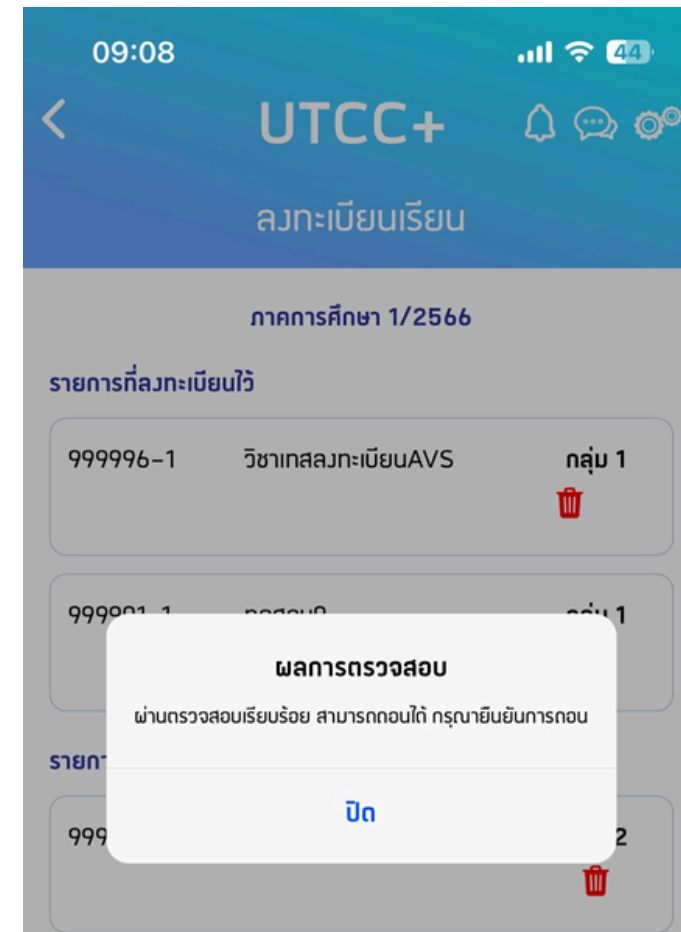 09:08
44
UTCC+
ลงทะเบียนเรียน
ภาคการศึกษา 1/2566
รายการที่ลงทะเบียนไว้
999996-1 วิชาเทสลงทะเบียนAVS กลุ่ม 1
กลุ่ม 1
ผลการตรวจสอบ
ผ่านตรวจสอบเรียบร้อย สามารถถอนได้ กรุณายืนยันการถอน
ปิด
999 2